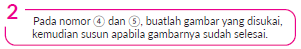 2
Pada nomor ④ dan ⑤, buatlah gambar yang disukai,
kemudian susun apabila gambarnya sudah selesai.